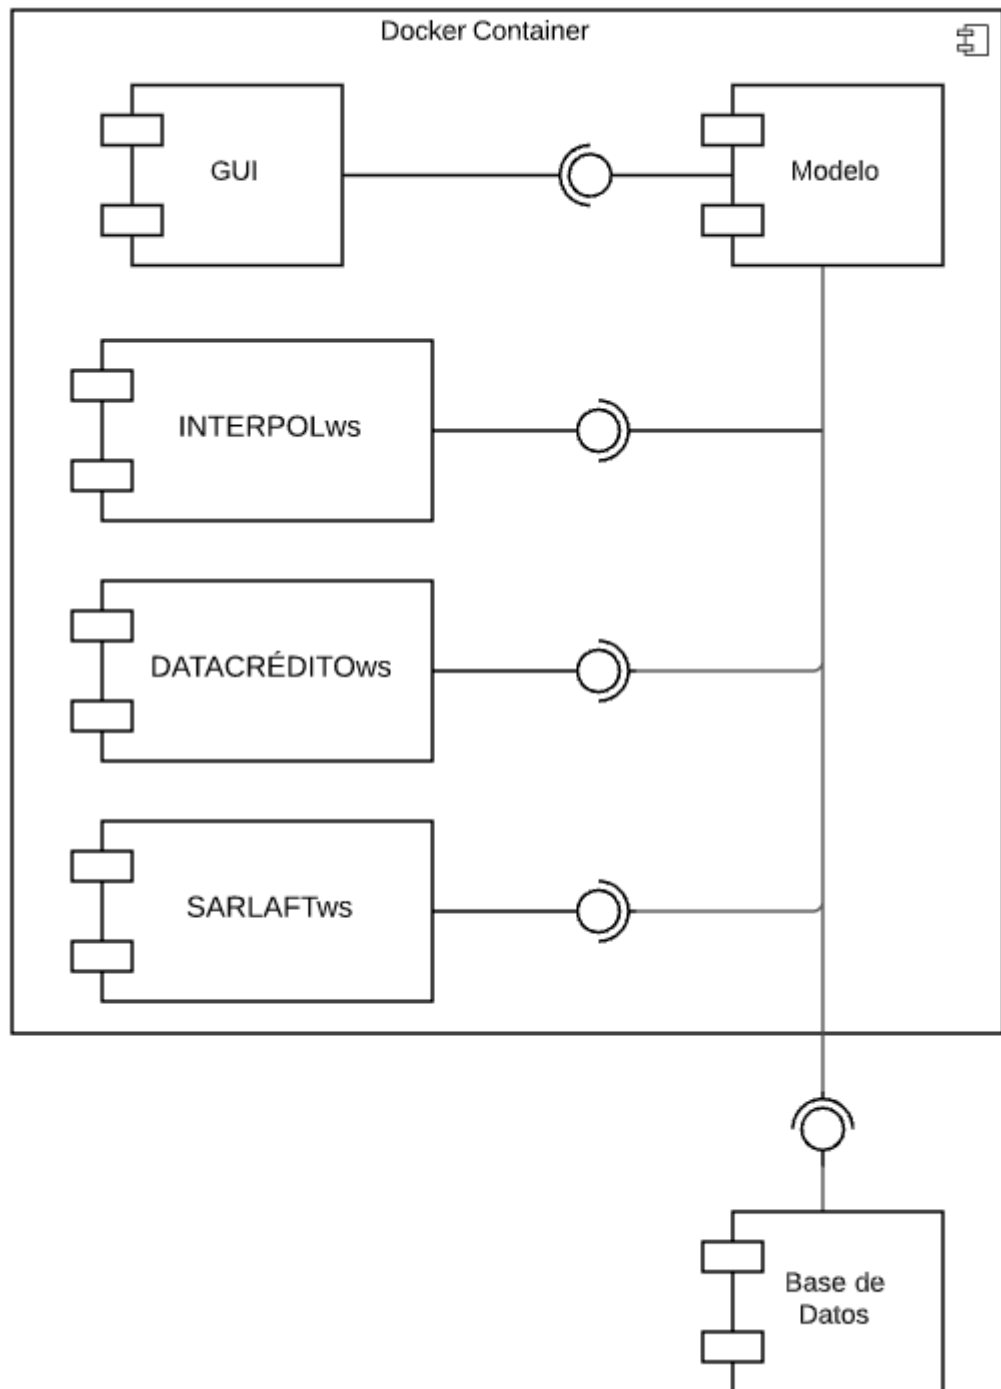 Docker Container
GUI
Modelo
INTERPOLws
DATACRÉDITOws
SARLAFTws
Base de
Datos